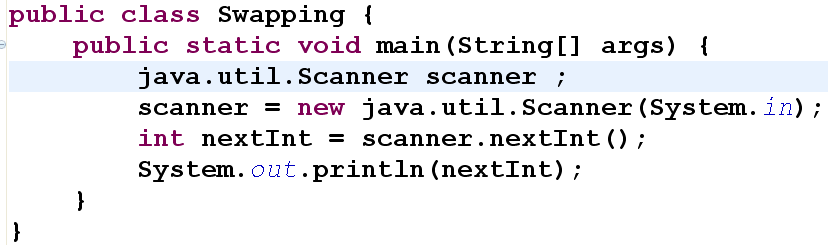 public class Swapping {
    public static void main(String[] args) {
        java.util.Scanner scanner ;
        scanner = new java.util.Scanner(System.in);
        int nextInt = scanner.nextInt();
        System.out.println(nextInt);
    }
}